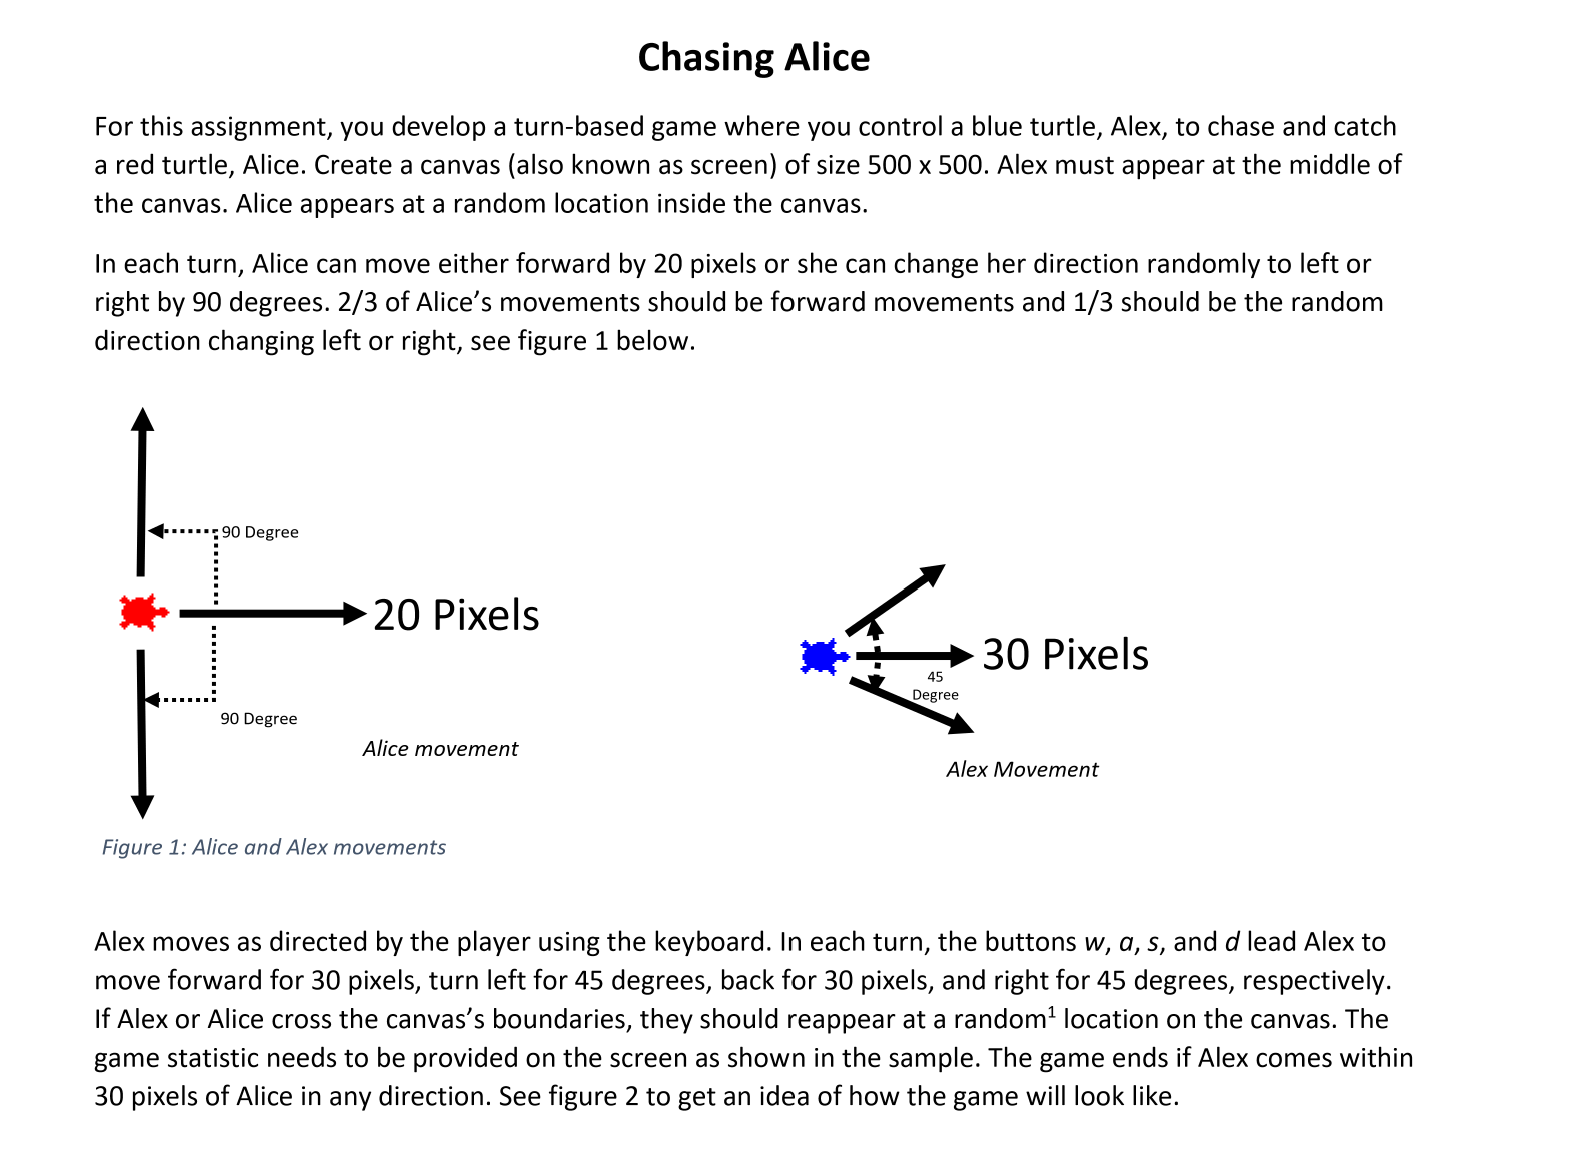 Chasing Alice
For this assignment, you develop a turn-based game where you control a blue turtle, Alex, to chase and catch
a red turtle, Alice. Create a canvas (also known as screen) of size 500 x 500. Alex must appear at the middle of
the canvas. Alice appears at a random location inside the canvas.
In each turn, Alice can move either forward by 20 pixels or she can change her direction randomly to left or
right by 90 degrees. 2/3 of Alice’s movements should be forward movements and 1/3 should be the random
direction changing left or right, see figure 1 below.
90 Degree
20 Pixels
90 Degree
Alice movement
30 Pixels
45
Degree
Alex Movement
Figure 1: Alice and Alex movements
Alex moves as directed by the player using the keyboard. In each turn, the buttons w, a, s, and d lead Alex to
move forward for 30 pixels, turn left for 45 degrees, back for 30 pixels, and right for 45 degrees, respectively.
If Alex or Alice cross the canvas’s boundaries, they should reappear at a random¹ location on the canvas. The
game statistic needs to be provided on the screen as shown in the sample. The game ends if Alex comes within
30 pixels of Alice in any direction. See figure 2 to get an idea of how the game will look like.